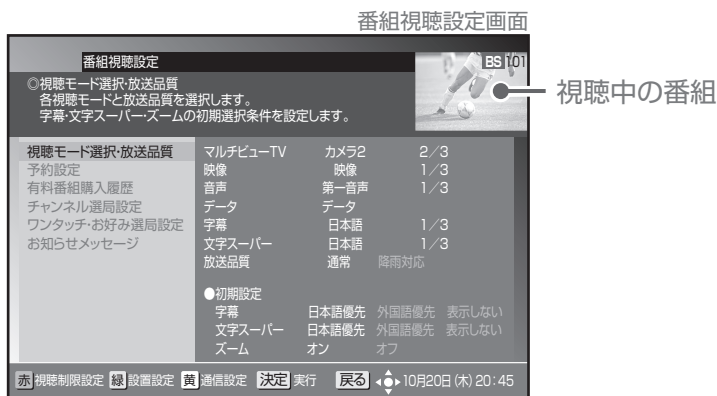 番組視聴設定画面
番組視聴設定
BS 101
◎視聴モード選択・放送品質
各視聴モードと放送品質を選択します。
字幕・文字スーパー・ズームの初期選択条件を設定します。
視聴中の番組
視聴モード選択・放送品質
予約設定
有料番組購入履歴
チャンネル選局設定
ワンタッチ・お好み選局設定
お知らせメッセージ
マルチビューTV カメラ2 2/3
映像 映像 1/3
音声 第一音声 1/3
データ データ
字幕 日本語 1/3
文字スーパー 日本語 1/3
放送品質 通常 降雨対応
●初期設定
字幕 日本語優先 外国語優先 表示しない
文字スーパー 日本語優先 外国語優先 表示しない
ズーム オン オフ
赤 視聴制限設定 緑 設置設定 黄 通信設定 決定 実行 戻る 10月20日(木)20:45